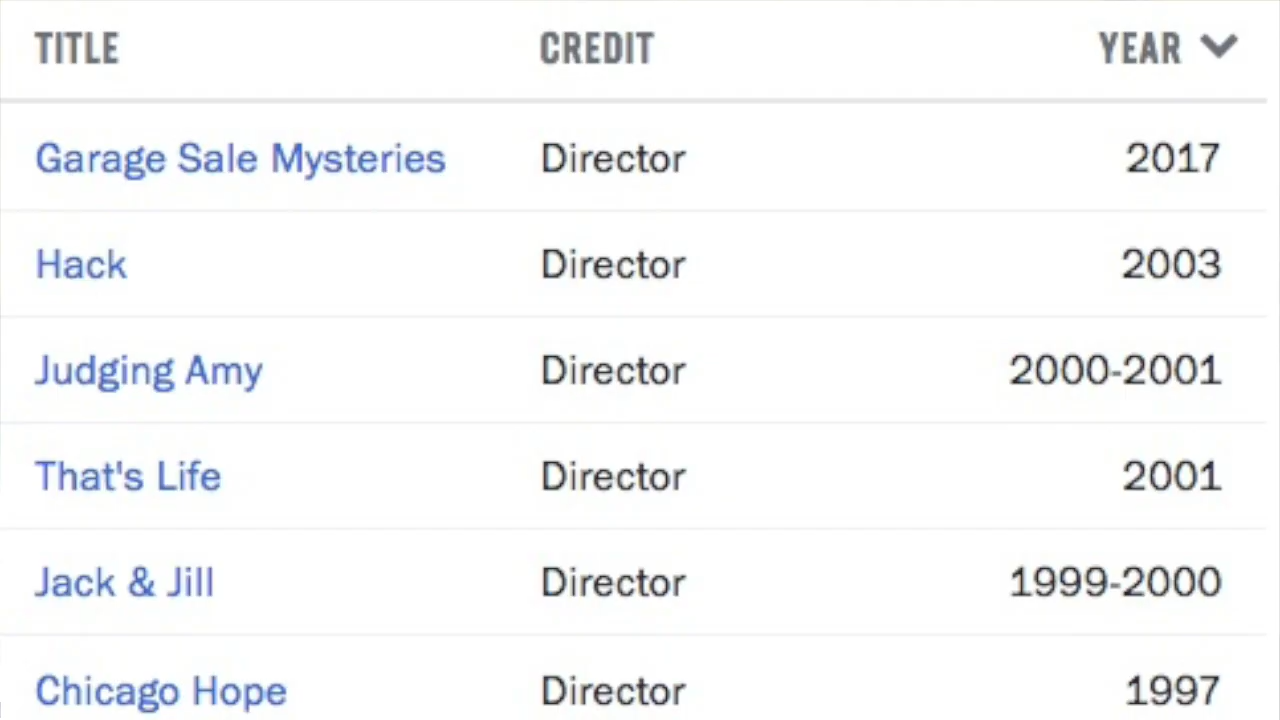 TITLE CREDIT YEAR
Garage Sale Mysteries Director 2017
Hack Director 2003
Judging Amy Director 2000-2001
That's Life Director 2001
Jack & Jill Director 1999-2000
Chicago Hope Director 1997